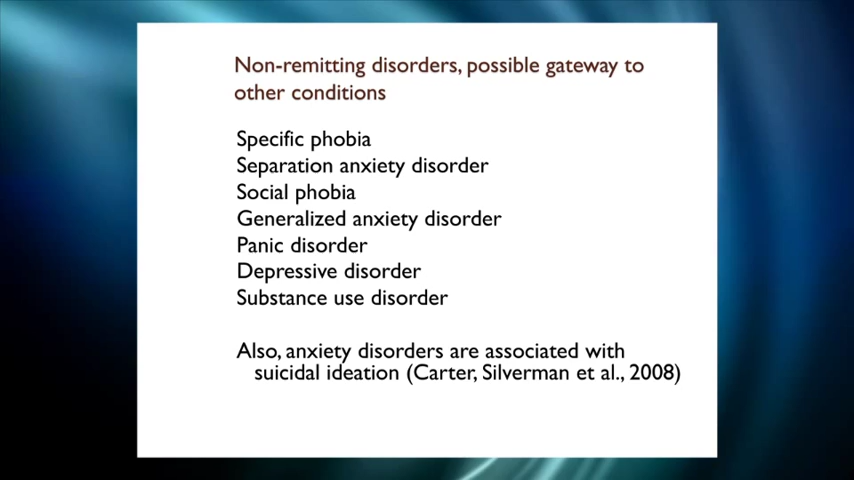 Non-remitting disorders, possible gateway to
other conditions
Specific phobia
Separation anxiety disorder
Social phobia
Generalized anxiety disorder
Panic disorder
Depressive disorder
Substance use disorder
Also, anxiety disorders are associated with
suicidal ideation (Carter, Silverman et al., 2008)